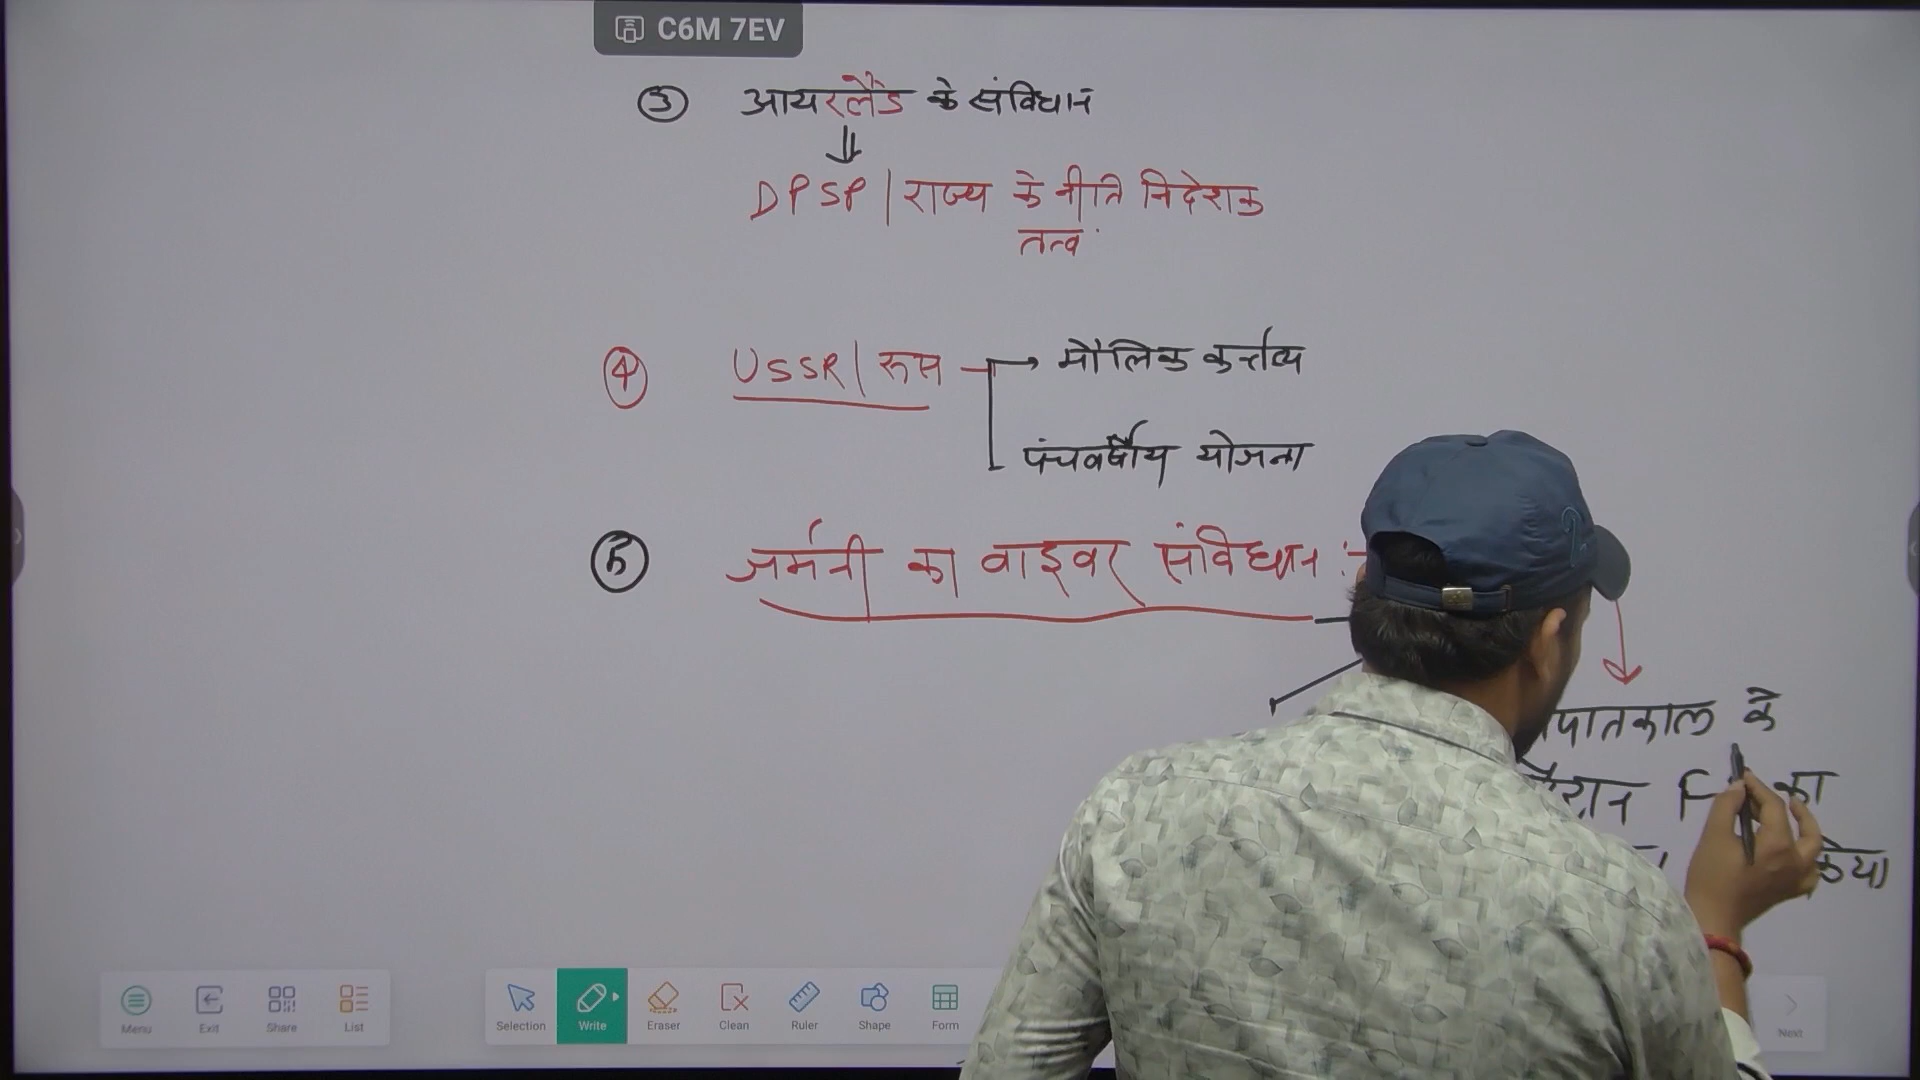 C6M 7EV
③ आयरलैंड के संविधान
DPSP | राज्य के नीति निदेशक
तत्व
④ USSR | रूस → मौलिक कर्त्तव्य
पंचवर्षीय योजना
⑤ जर्मनी का वाइवर संविधान :-
के
का
किया
Menu Exit Share List Selection Write Eraser Clean Ruler Shape Form Next